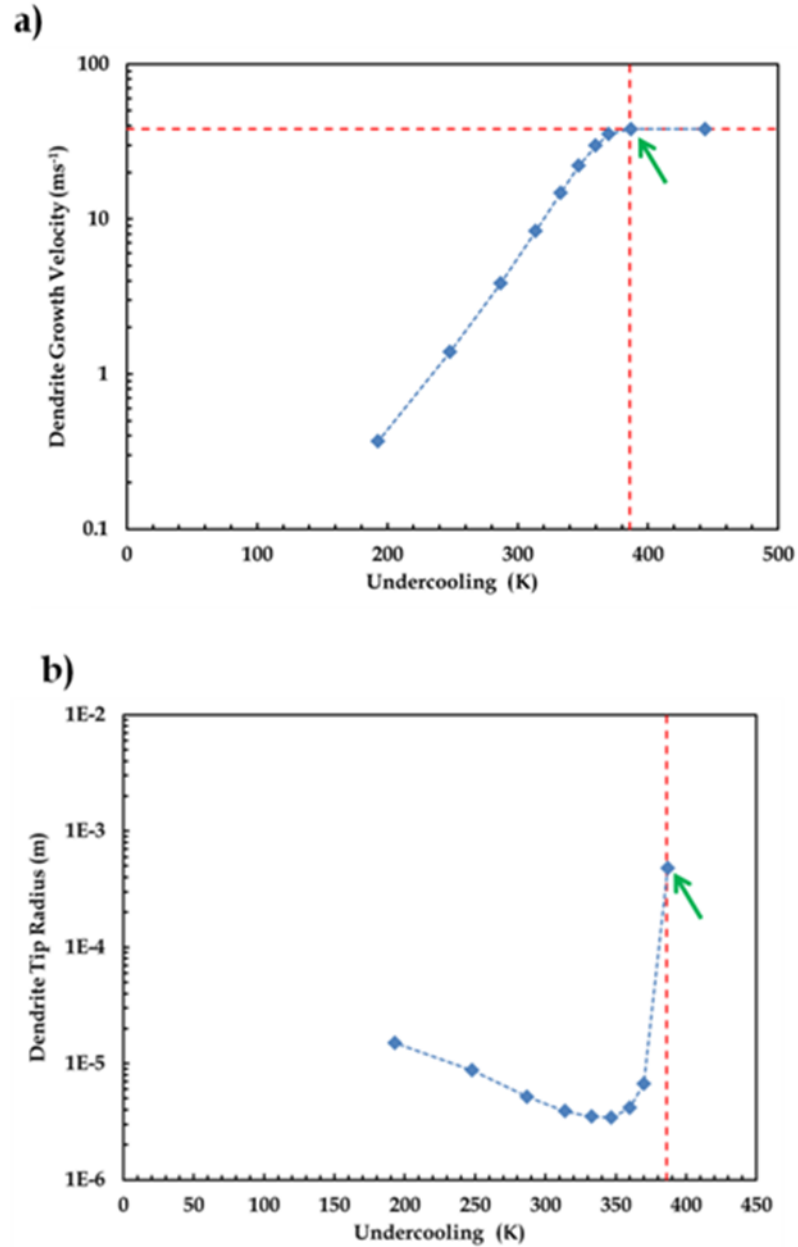 a)
100
10
1
0.1
Dendrite Growth Velocity (ms⁻¹)
0 100 200 300 400 500
Undercooling (K)
b)
1E-2
1E-3
1E-4
1E-5
1E-6
Dendrite Tip Radius (m)
0 50 100 150 200 250 300 350 400 450
Undercooling (K)